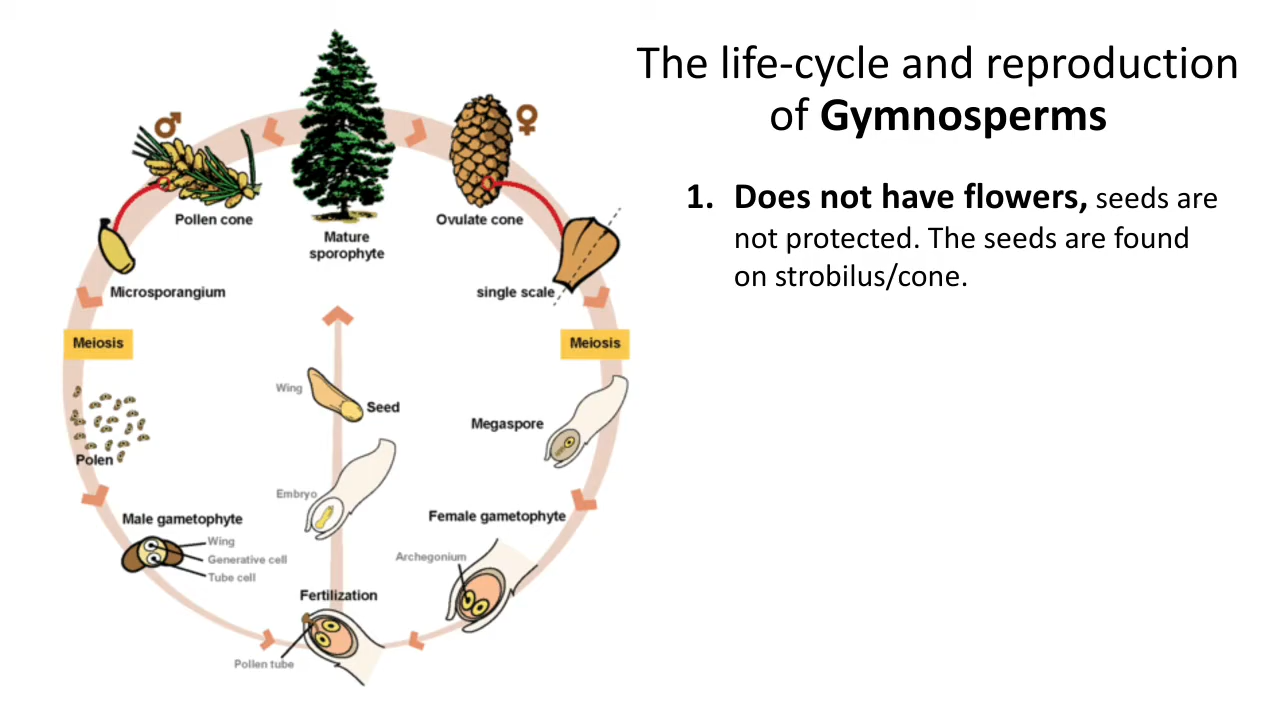 The life-cycle and reproduction
of Gymnosperms
1. Does not have flowers, seeds are
not protected. The seeds are found
on strobilus/cone.
♂
♀
Pollen cone
Ovulate cone
Mature
sporophyte
Microsporangium
single scale
Meiosis
Meiosis
Wing
Seed
Megaspore
Polen
Embryo
Male gametophyte
Female gametophyte
Wing
Generative cell
Tube cell
Archegonium
Fertilization
Pollen tube